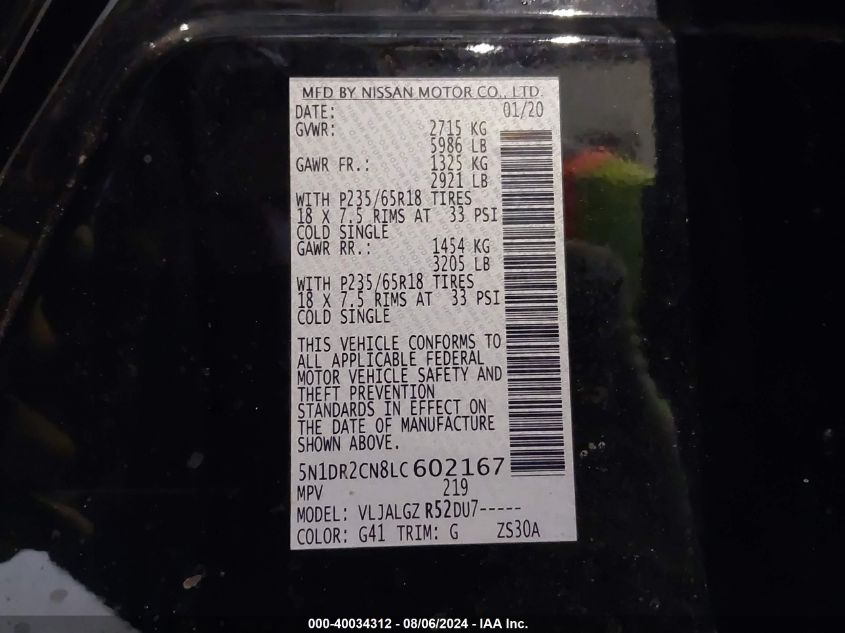 MFD BY NISSAN MOTOR CO., LTD.
DATE: 01/20
GVWR: 2715 KG
5986 LB
GAWR FR.: 1325 KG
2921 LB
WITH P235/65R18 TIRES
18 X 7.5 RIMS AT 33 PSI
COLD SINGLE
GAWR RR.: 1454 KG
3205 LB
WITH P235/65R18 TIRES
18 X 7.5 RIMS AT 33 PSI
COLD SINGLE
THIS VEHICLE CONFORMS TO
ALL APPLICABLE FEDERAL
MOTOR VEHICLE SAFETY AND
THEFT PREVENTION
STANDARDS IN EFFECT ON
THE DATE OF MANUFACTURE
SHOWN ABOVE.
5N1DR2CN8LC602167
MPV 219
MODEL: VLJALGZ R52DU7-----
COLOR: G41 TRIM: G ZS30A
000-40034312 - 08/06/2024 - IAA Inc.